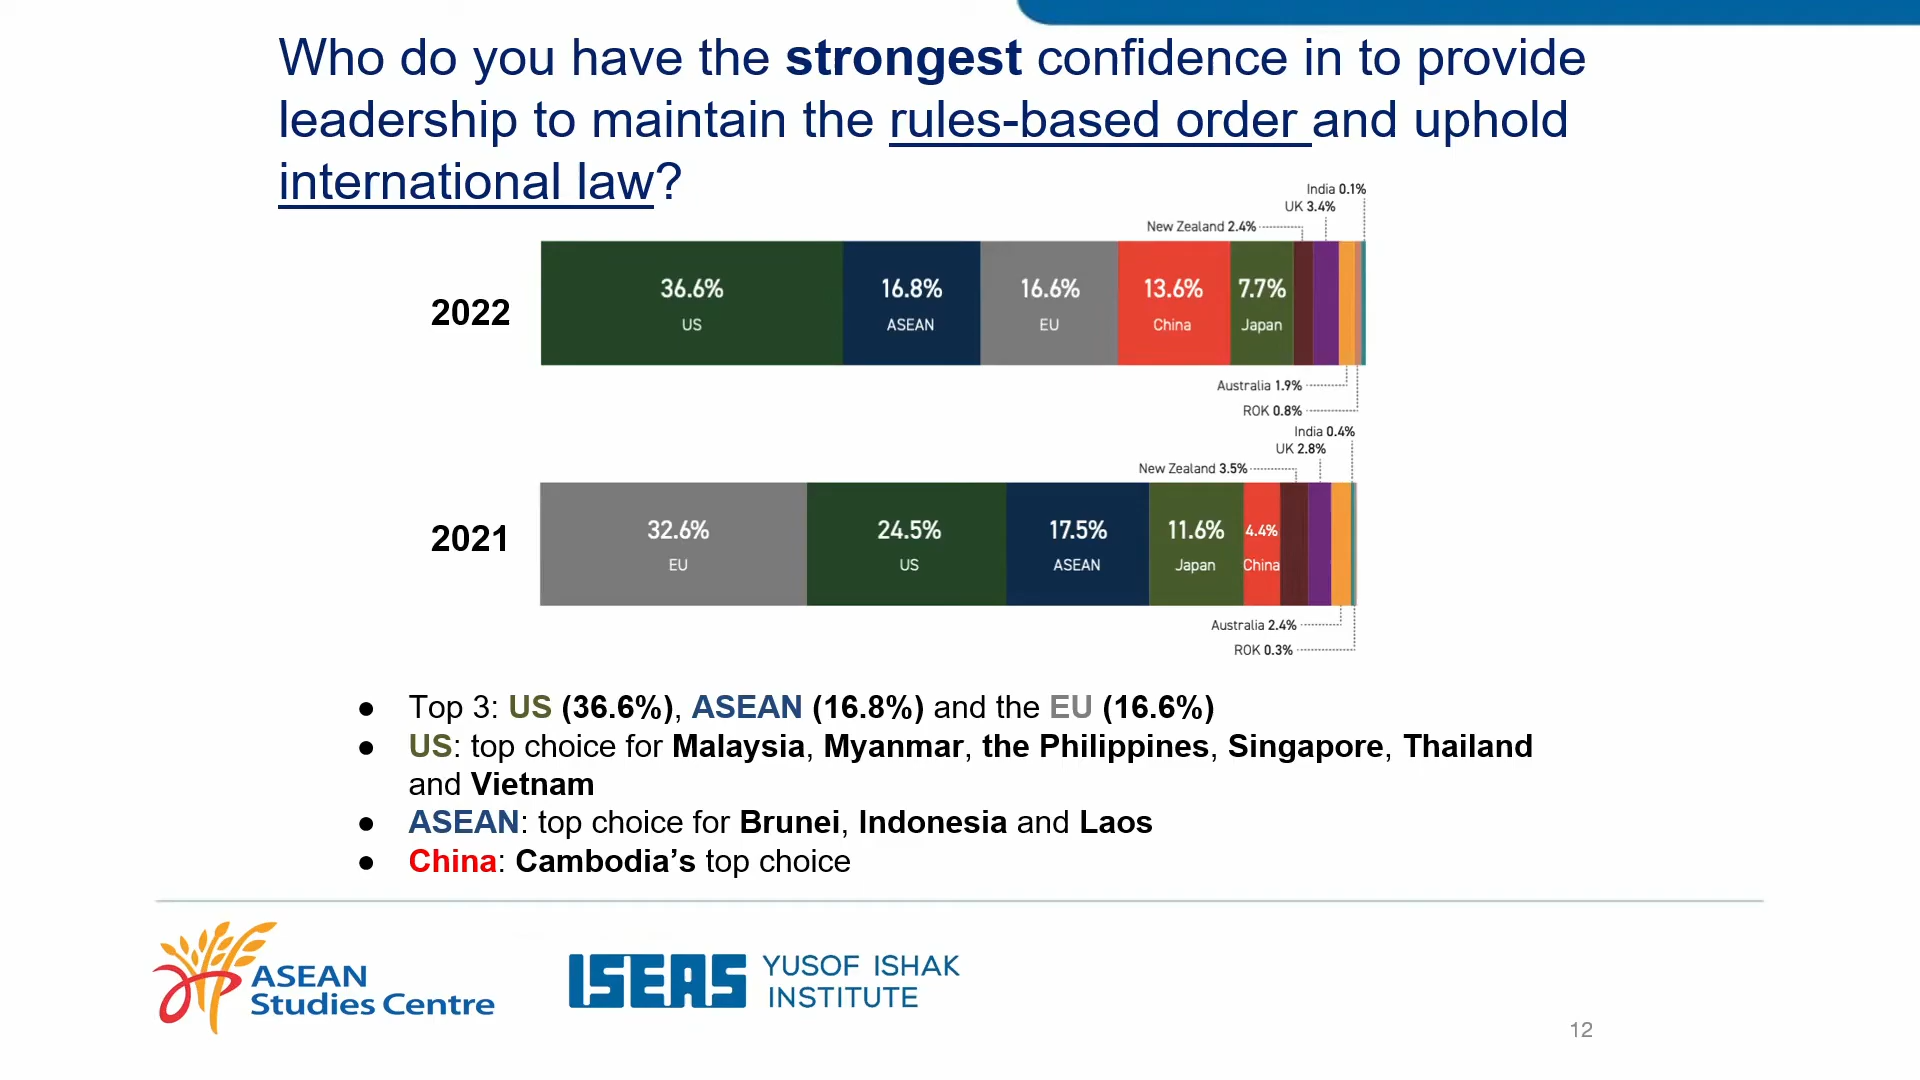 Who do you have the strongest confidence in to provide
leadership to maintain the rules-based order and uphold
international law?
India 0.1%
UK 3.4%
New Zealand 2.4%
2022
36.6%
US
16.8%
ASEAN
16.6%
EU
13.6%
China
7.7%
Japan
Australia 1.9%
ROK 0.8%
India 0.4%
UK 2.8%
New Zealand 3.5%
2021
32.6%
EU
24.5%
US
17.5%
ASEAN
11.6%
Japan
4.4%
China
Australia 2.4%
ROK 0.3%
● Top 3: US (36.6%), ASEAN (16.8%) and the EU (16.6%)
● US: top choice for Malaysia, Myanmar, the Philippines, Singapore, Thailand
and Vietnam
● ASEAN: top choice for Brunei, Indonesia and Laos
● China: Cambodia’s top choice
ASEAN
Studies Centre
ISEAS
YUSOF ISHAK
INSTITUTE
12